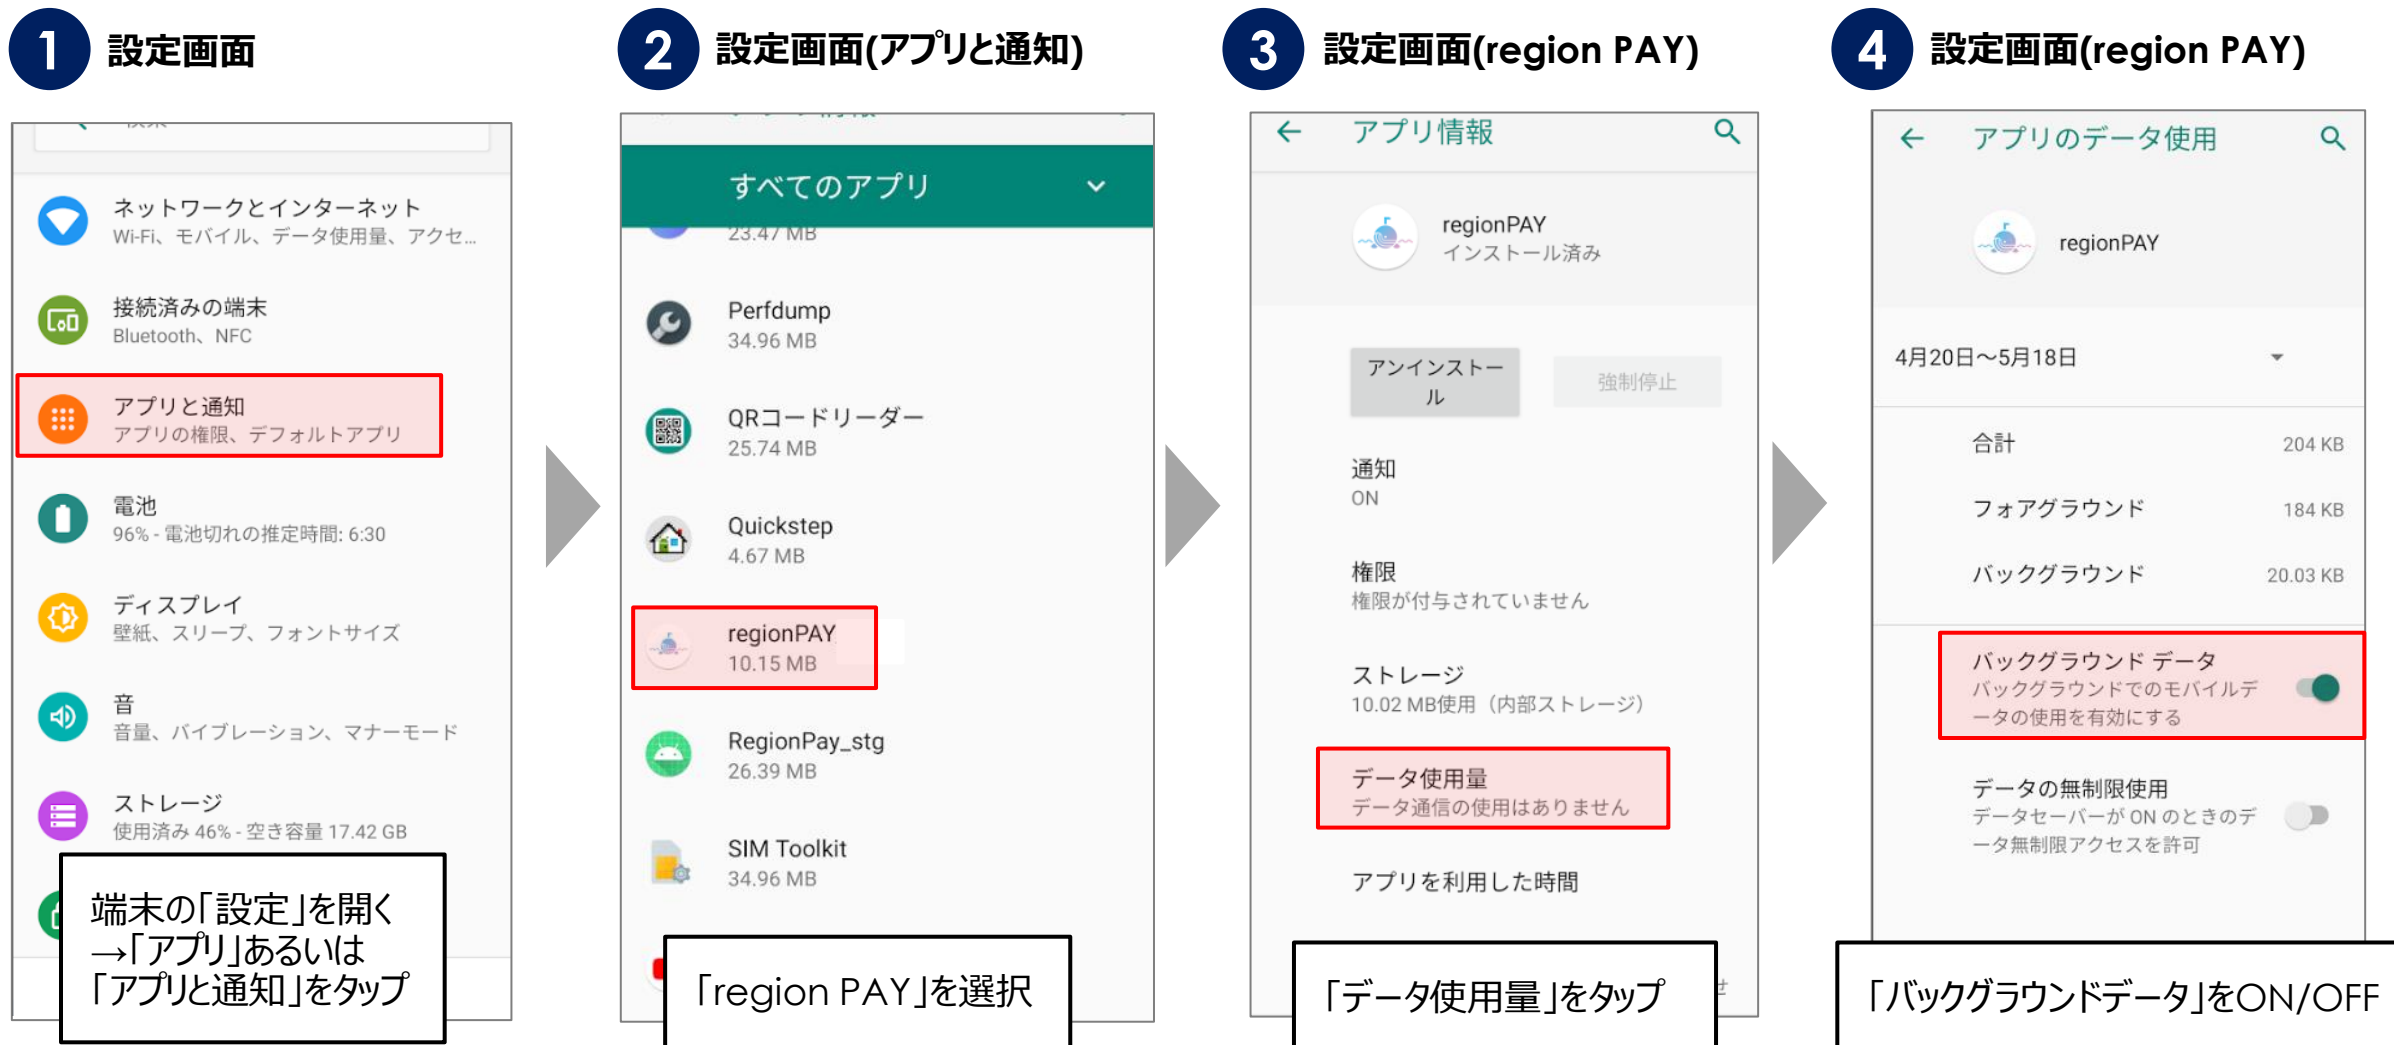 1 設定画面
ネットワークとインターネット
Wi-Fi、モバイル、データ使用量、アクセ...
接続済みの端末
Bluetooth、NFC
アプリと通知
アプリの権限、デフォルトアプリ
電池
96% - 電池切れの推定時間: 6:30
ディスプレイ
壁紙、スリープ、フォントサイズ
音
音量、バイブレーション、マナーモード
ストレージ
使用済み 46% - 空き容量 17.42 GB
端末の「設定」を開く
→「アプリ」あるいは
「アプリと通知」をタップ
2 設定画面(アプリと通知)
すべてのアプリ
23.47 MB
Perfdump
34.96 MB
QRコードリーダー
25.74 MB
Quickstep
4.67 MB
regionPAY
10.15 MB
RegionPay_stg
26.39 MB
SIM Toolkit
34.96 MB
「region PAY」を選択
3 設定画面(region PAY)
アプリ情報
regionPAY
インストール済み
アンインストー
ル
強制停止
通知
ON
権限
権限が付与されていません
ストレージ
10.02 MB使用（内部ストレージ）
データ使用量
データ通信の使用はありません
アプリを利用した時間
「データ使用量」をタップ
4 設定画面(region PAY)
アプリのデータ使用
regionPAY
4月20日～5月18日
合計 204 KB
フォアグラウンド 184 KB
バックグラウンド 20.03 KB
バックグラウンド データ
バックグラウンドでのモバイルデ
ータの使用を有効にする
データの無制限使用
データセーバーが ON のときのデ
ータ無制限アクセスを許可
「バックグラウンドデータ」をON/OFF